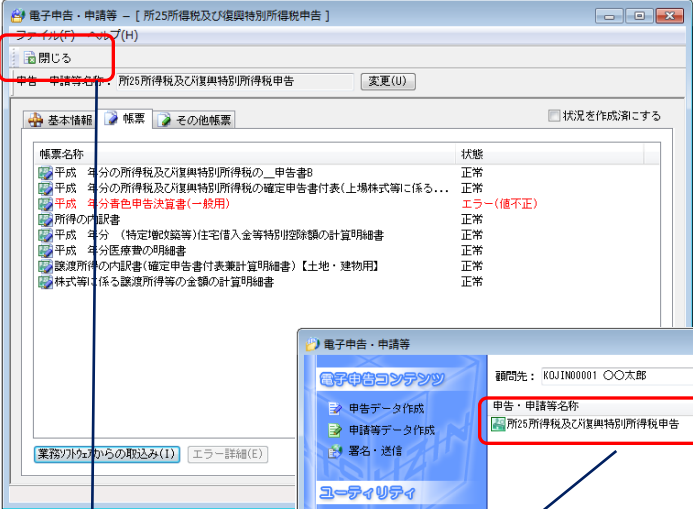 電子申告・申請等 － [ 所25所得税及び復興特別所得税申告 ]
ファイル(F) ヘルプ(H)
閉じる
申告・申請等名称： 所25所得税及び復興特別所得税申告 変更(U)
基本情報 帳票 その他帳票 状況を作成済にする
帳票名称 状態
平成　年分の所得税及び復興特別所得税の__申告書B 正常
平成　年分の所得税及び復興特別所得税の確定申告書付表(上場株式等に係る... 正常
平成　年分青色申告決算書(一般用) エラー(値不正)
所得の内訳書 正常
平成　年分　(特定増改築等)住宅借入金等特別控除額の計算明細書 正常
平成　年分医療費の明細書 正常
譲渡所得の内訳書(確定申告書付表兼計算明細書)【土地・建物用】 正常
株式等に係る譲渡所得等の金額の計算明細書 正常
業務ソフトウェアからの取込み(I) エラー詳細(E)
電子申告・申請等
電子申告コンテンツ
申告データ作成
申請等データ作成
署名・送信
ユーティリティ
顧問先： KOJIN00001 〇〇太郎
申告・申請等名称
所25所得税及び復興特別所得税申告